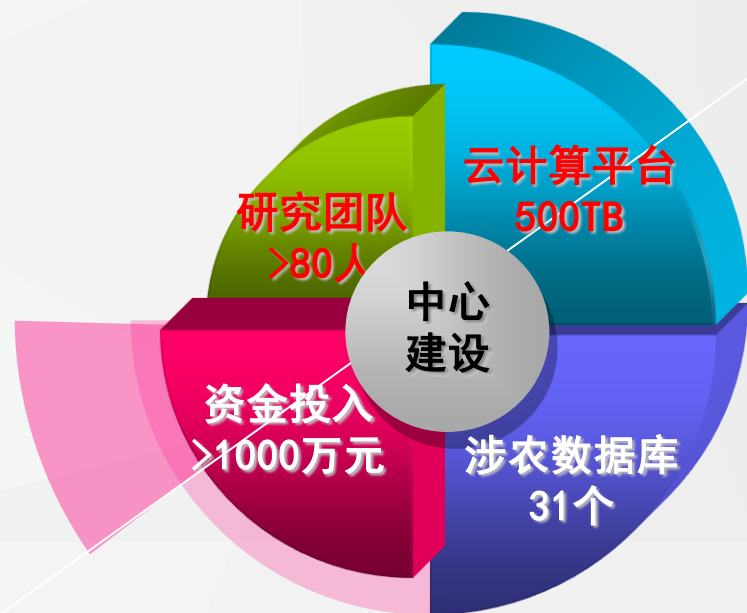 研究团队
>80人
云计算平台
500TB
中心
建设
资金投入
>1000万元
涉农数据库
31个